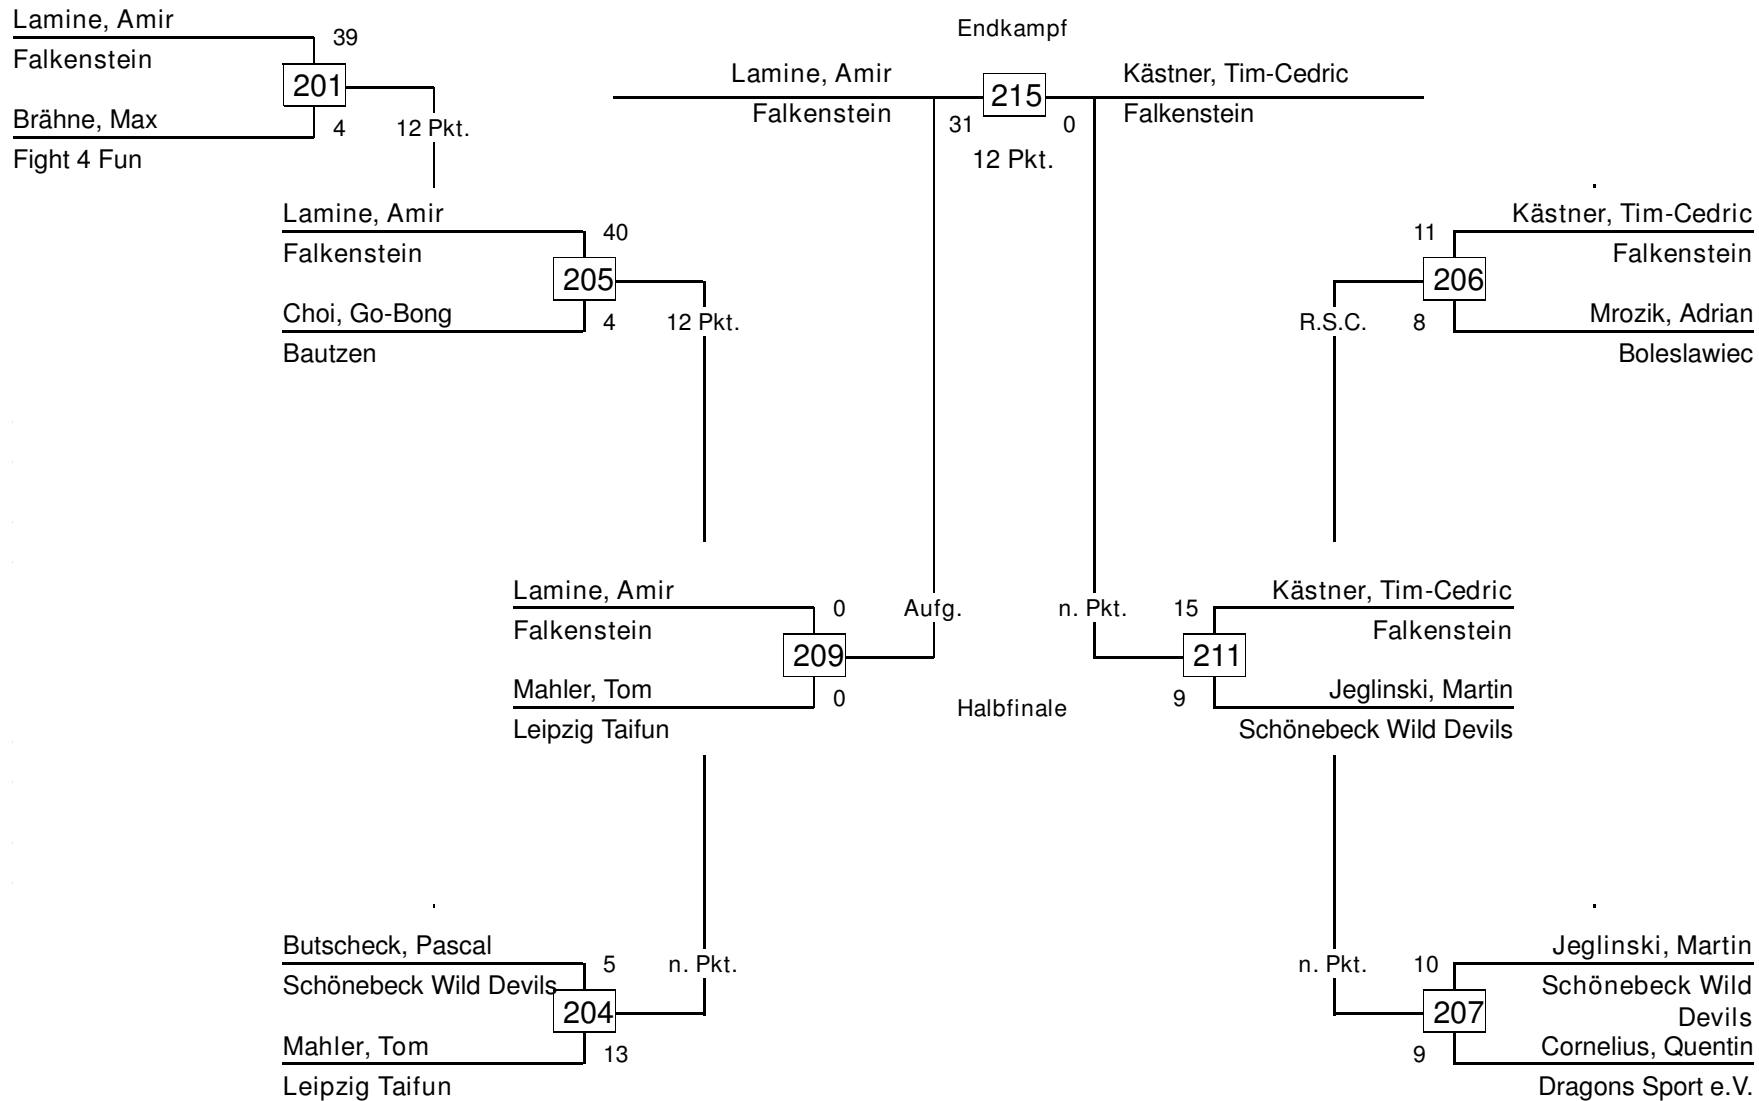 Lamine, Amir
39
Falkenstein
201
Brähne, Max
4
12 Pkt.
Fight 4 Fun
Endkampf
Lamine, Amir
215
Kästner, Tim-Cedric
Falkenstein
31
0
Falkenstein
12 Pkt.
Lamine, Amir
40
Falkenstein
205
Choi, Go-Bong
4
12 Pkt.
Bautzen
Kästner, Tim-Cedric
11
Falkenstein
206
Mrozik, Adrian
R.S.C.
8
Boleslawiec
Lamine, Amir
0
Aufg.
Falkenstein
209
Mahler, Tom
0
Leipzig Taifun
Halbfinale
n. Pkt.
15
Kästner, Tim-Cedric
Falkenstein
211
Jeglinski, Martin
9
Schönebeck Wild Devils
Butscheck, Pascal
5
n. Pkt.
Schönebeck Wild Devils
204
Mahler, Tom
13
Leipzig Taifun
Jeglinski, Martin
n. Pkt.
10
Schönebeck Wild
Devils
207
Cornelius, Quentin
9
Dragons Sport e.V.